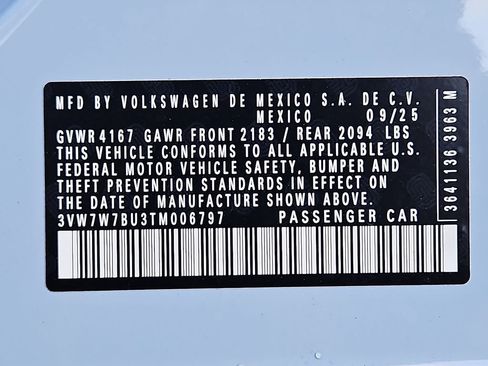 MFD BY VOLKSWAGEN DE MEXICO S.A. DE C.V.
MEXICO 09/25
GVWR 4167 GAWR FRONT 2183 / REAR 2094 LBS
THIS VEHICLE CONFORMS TO ALL APPLICABLE U.S.
FEDERAL MOTOR VEHICLE SAFETY, BUMPER AND
THEFT PREVENTION STANDARDS IN EFFECT ON
THE DATE OF MANUFACTURE SHOWN ABOVE.
3VW7W7BU3TM006797 PASSENGER CAR
3641136 3963 M